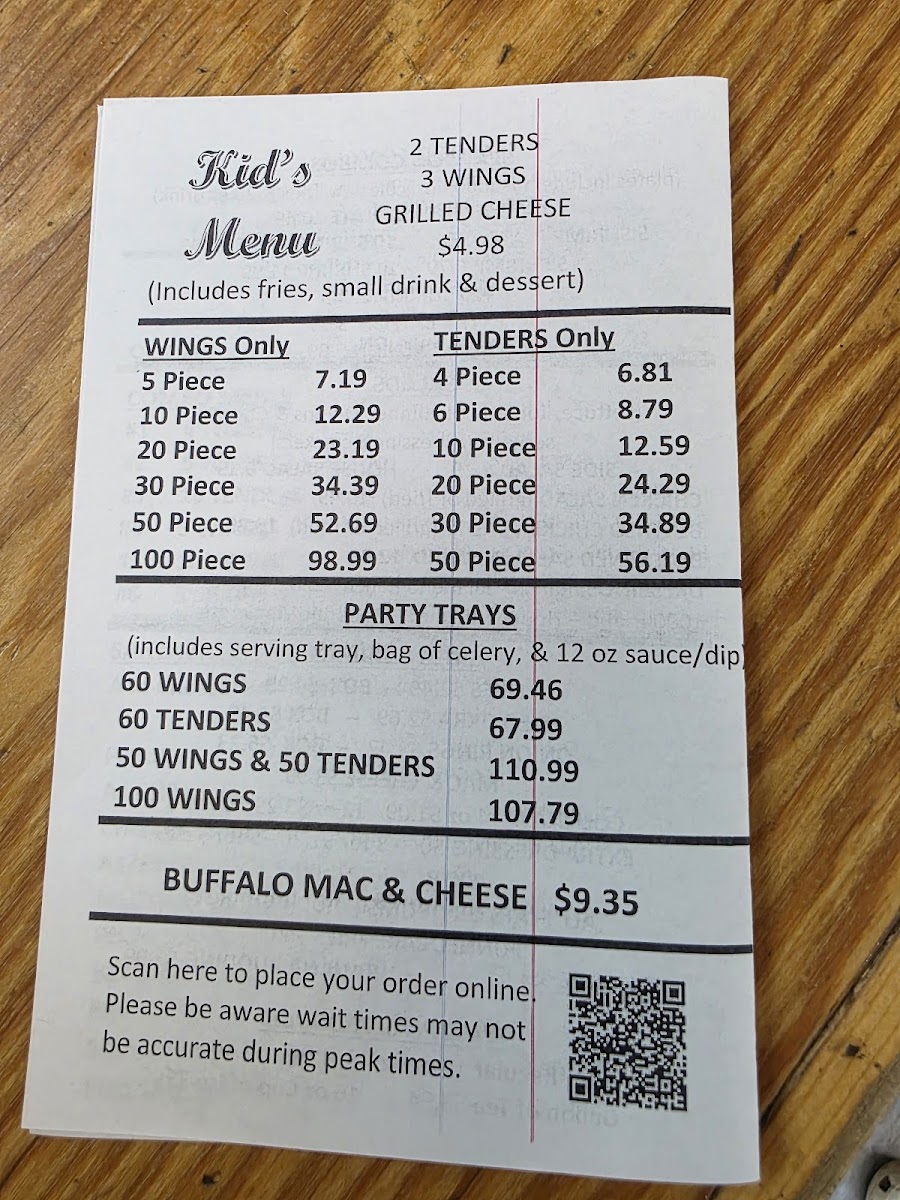 Kid's
Menu
2 TENDERS
3 WINGS
GRILLED CHEESE
$4.98
(Includes fries, small drink & dessert)
WINGS Only
5 Piece 7.19
10 Piece 12.29
20 Piece 23.19
30 Piece 34.39
50 Piece 52.69
100 Piece 98.99
TENDERS Only
4 Piece 6.81
6 Piece 8.79
10 Piece 12.59
20 Piece 24.29
30 Piece 34.89
50 Piece 56.19
PARTY TRAYS
(includes serving tray, bag of celery, & 12 oz sauce/dip)
60 WINGS 69.46
60 TENDERS 67.99
50 WINGS & 50 TENDERS 110.99
100 WINGS 107.79
BUFFALO MAC & CHEESE $9.35
Scan here to place your order online.
Please be aware wait times may not
be accurate during peak times.